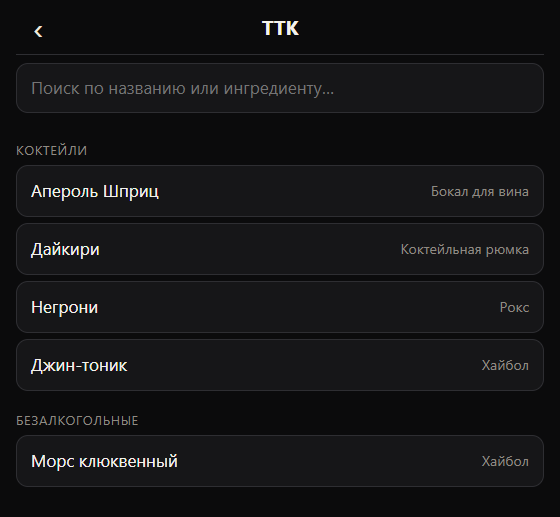 ‹ ТТК
Поиск по названию или ингредиенту...
КОКТЕЙЛИ
Апероль Шприц Бокал для вина
Дайкири Коктейльная рюмка
Негрони Рокс
Джин-тоник Хайбол
БЕЗАЛКОГОЛЬНЫЕ
Морс клюквенный Хайбол